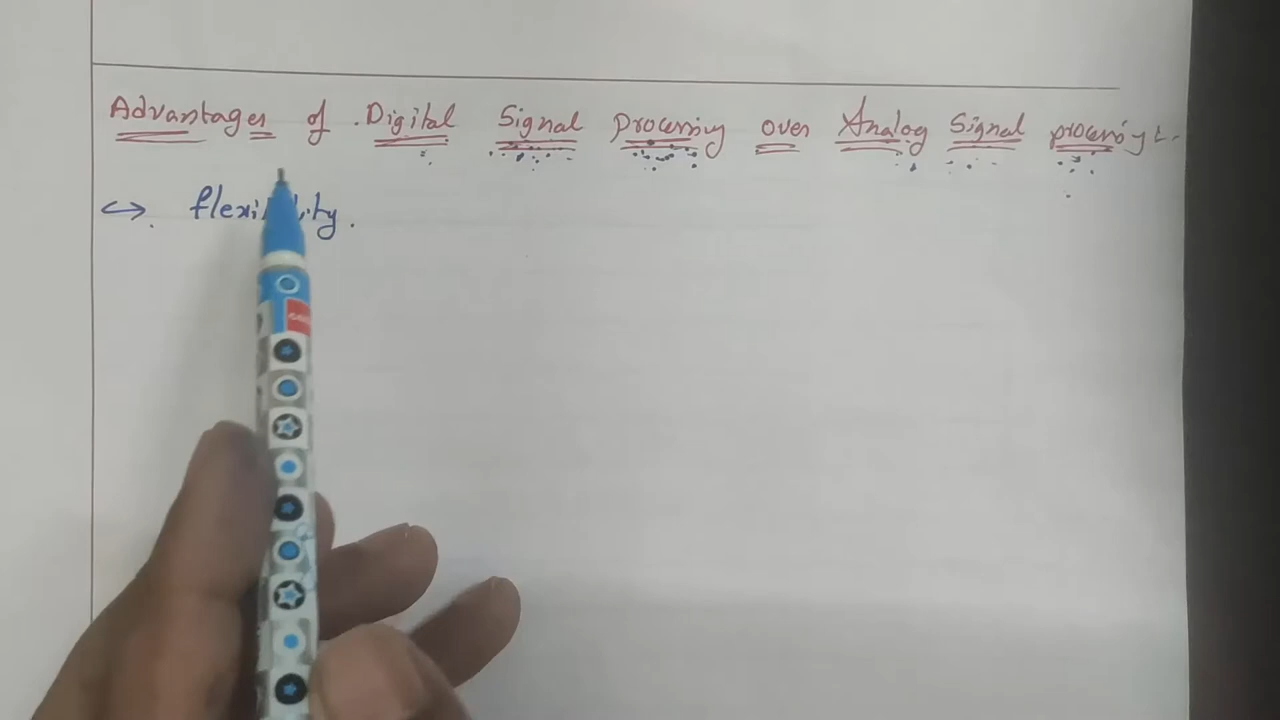 Advantages of Digital Signal Processing over Analog Signal processing
↔ flexibility.